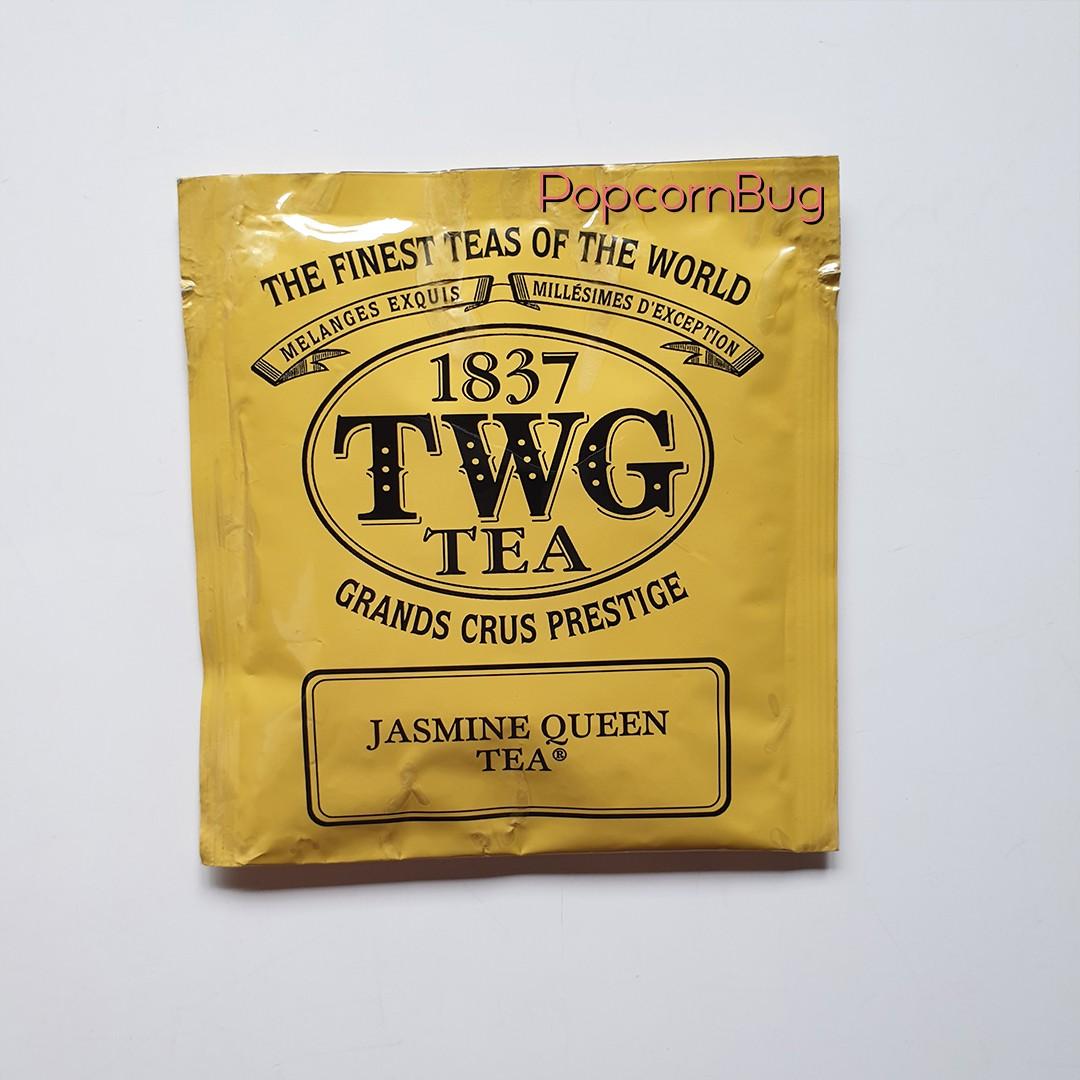 PopcornBug
THE FINEST TEAS OF THE WORLD
MELANGES EXQUIS MILLÉSIMES D'EXCEPTION
1837
TWG
TEA
GRANDS CRUS PRESTIGE
JASMINE QUEEN
TEA®